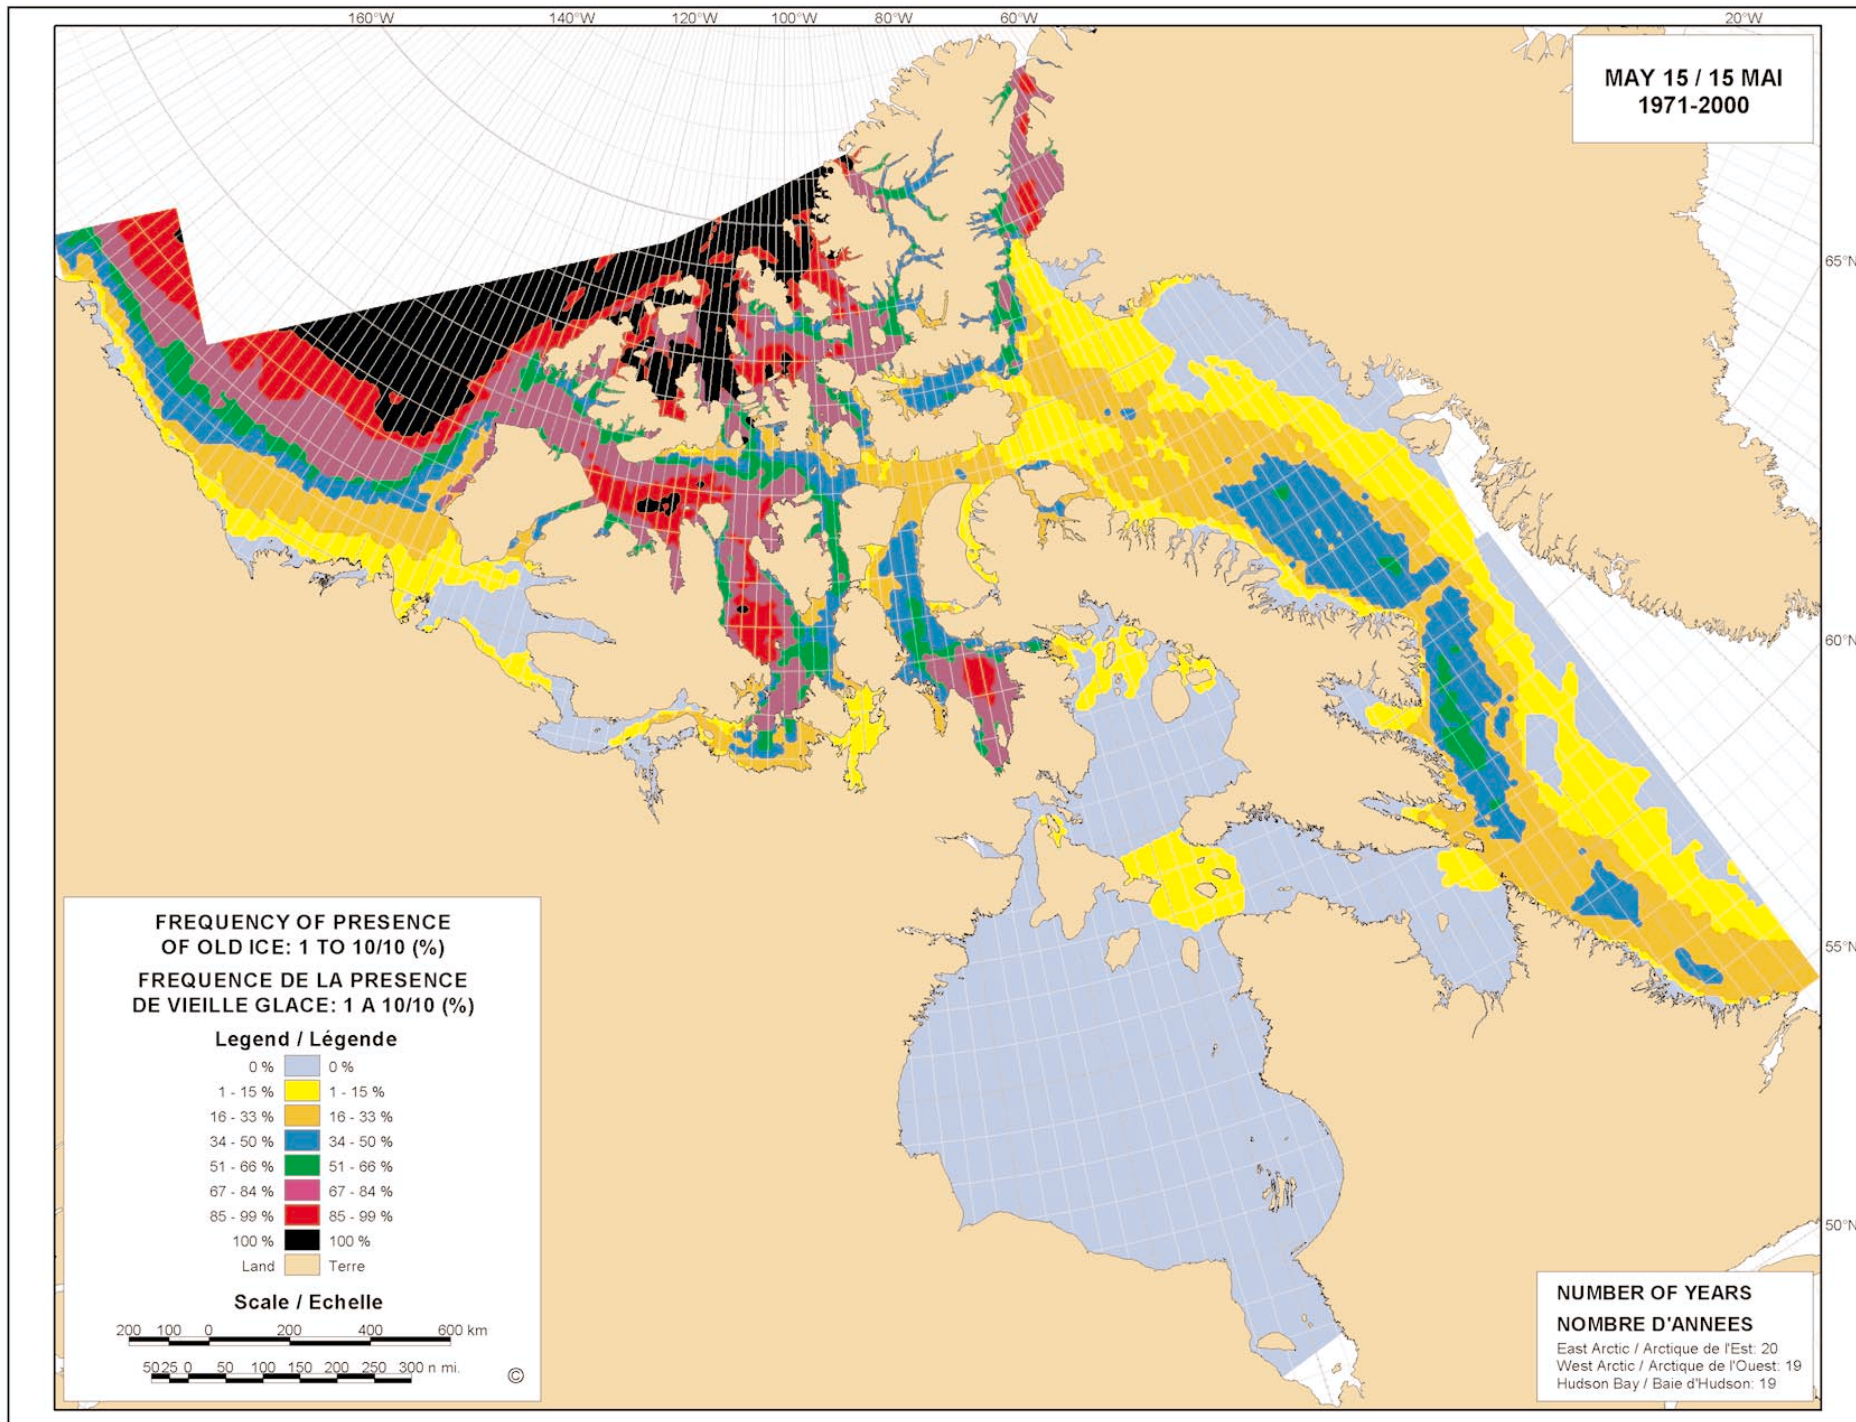 160°W 140°W 120°W 100°W 80°W 60°W 20°W
MAY 15 / 15 MAI
1971-2000
65°N
60°N
55°N
50°N
FREQUENCY OF PRESENCE
OF OLD ICE: 1 TO 10/10 (%)
FREQUENCE DE LA PRESENCE
DE VIEILLE GLACE: 1 A 10/10 (%)
Legend / Légende
0 % 0 %
1 - 15 % 1 - 15 %
16 - 33 % 16 - 33 %
34 - 50 % 34 - 50 %
51 - 66 % 51 - 66 %
67 - 84 % 67 - 84 %
85 - 99 % 85 - 99 %
100 % 100 %
Land Terre
Scale / Echelle
200 100 0 200 400 600 km
50 25 0 50 100 150 200 250 300 n mi.
©
NUMBER OF YEARS
NOMBRE D'ANNEES
East Arctic / Arctique de l'Est: 20
West Arctic / Arctique de l'Ouest: 19
Hudson Bay / Baie d'Hudson: 19